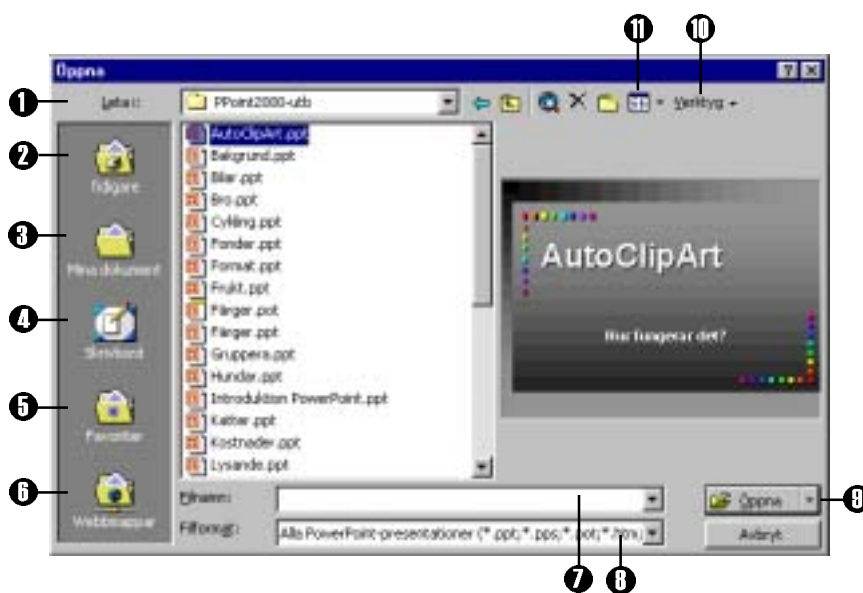 11 10
Öppna
1 Leta i: PPoint2000-utb Verktyg
2 Tidigare
3 Mina dokument
4 Skrivbord
5 Favoriter
6 Webbmappar
AutoClipArt.ppt
Bakgrund.ppt
Bilar.ppt
Bro.ppt
Cykling.ppt
Fonder.ppt
Format.ppt
Frukt.ppt
Färger.pot
Färger.ppt
Gruppera.ppt
Hundar.ppt
Introduktion PowerPoint.ppt
Katter.ppt
Kostnader.ppt
Lysande.ppt
AutoClipArt
Hur fungerar det?
Filnamn: Öppna 9
Filformat: Alla PowerPoint-presentationer (*.ppt;*.pps;*.pot;*.htm; Avbryt
7 8